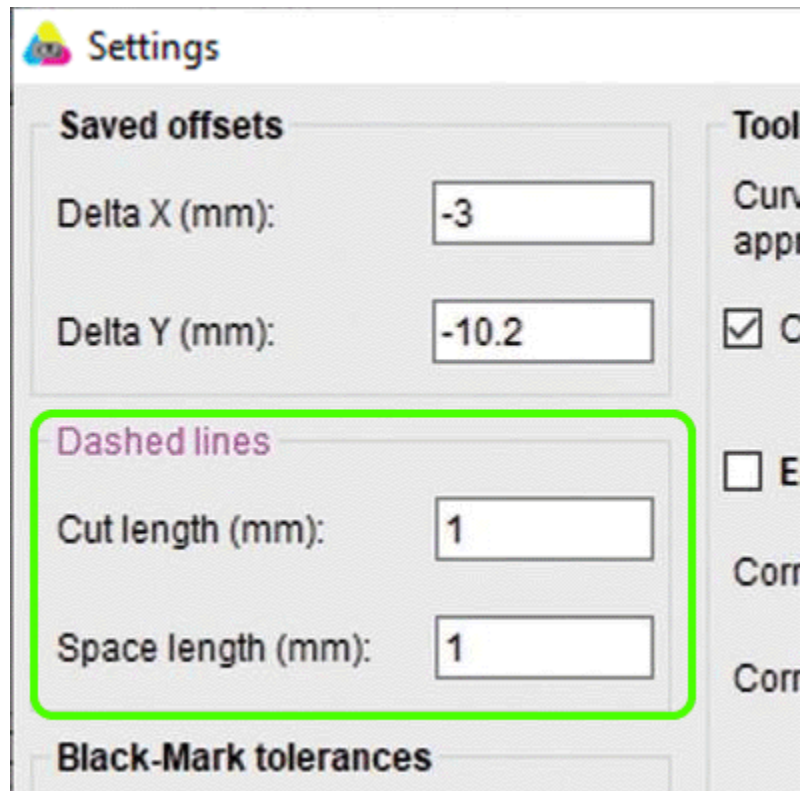 Settings
Saved offsets
Delta X (mm):
-3
Delta Y (mm):
-10.2
Dashed lines
Cut length (mm):
1
Space length (mm):
1
Black-Mark tolerances
Tool